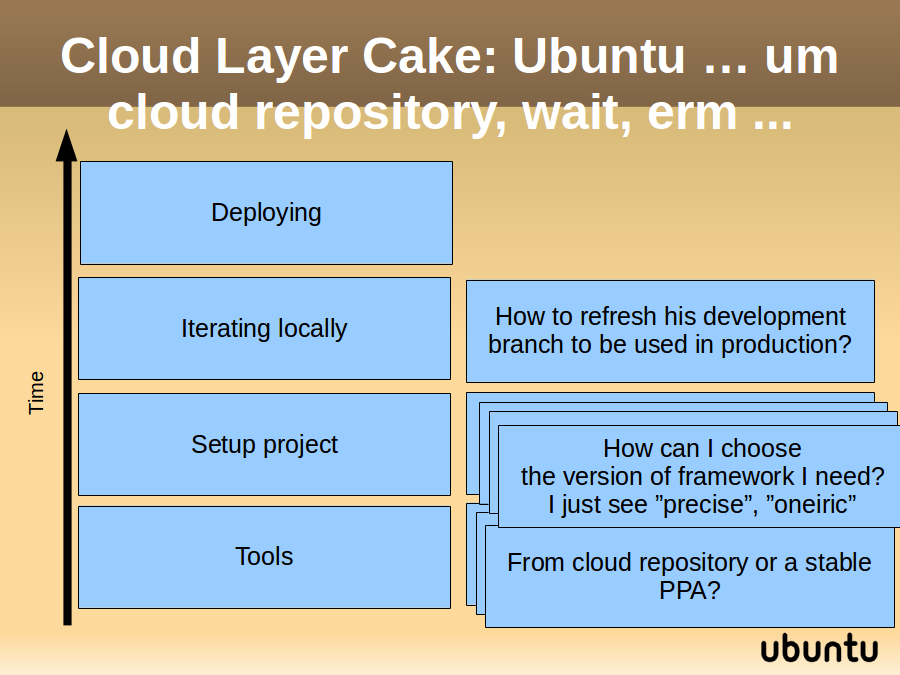 Cloud Layer Cake: Ubuntu … um
cloud repository, wait, erm ...
Deploying
Iterating locally
How to refresh his development
branch to be used in production?
Time
Setup project
How can I choose
the version of framework I need?
I just see ”precise”, ”oneiric”
Tools
From cloud repository or a stable
PPA?
ubuntu